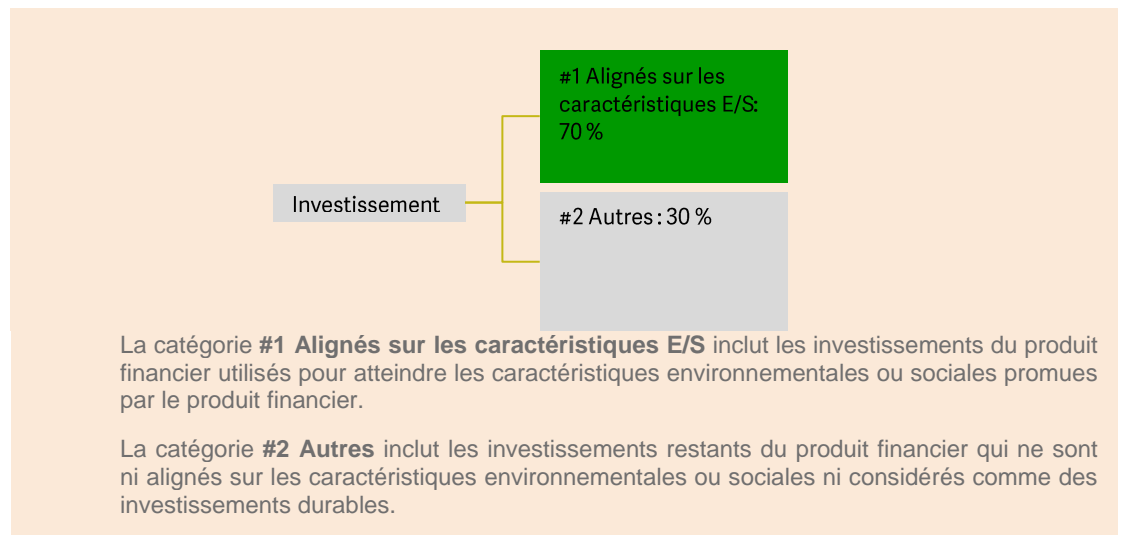 #1 Alignés sur les
caractéristiques E/S:
70 %
Investissement
#2 Autres : 30 %
La catégorie #1 Alignés sur les caractéristiques E/S inclut les investissements du produit
financier utilisés pour atteindre les caractéristiques environnementales ou sociales promues
par le produit financier.
La catégorie #2 Autres inclut les investissements restants du produit financier qui ne sont
ni alignés sur les caractéristiques environnementales ou sociales ni considérés comme des
investissements durables.